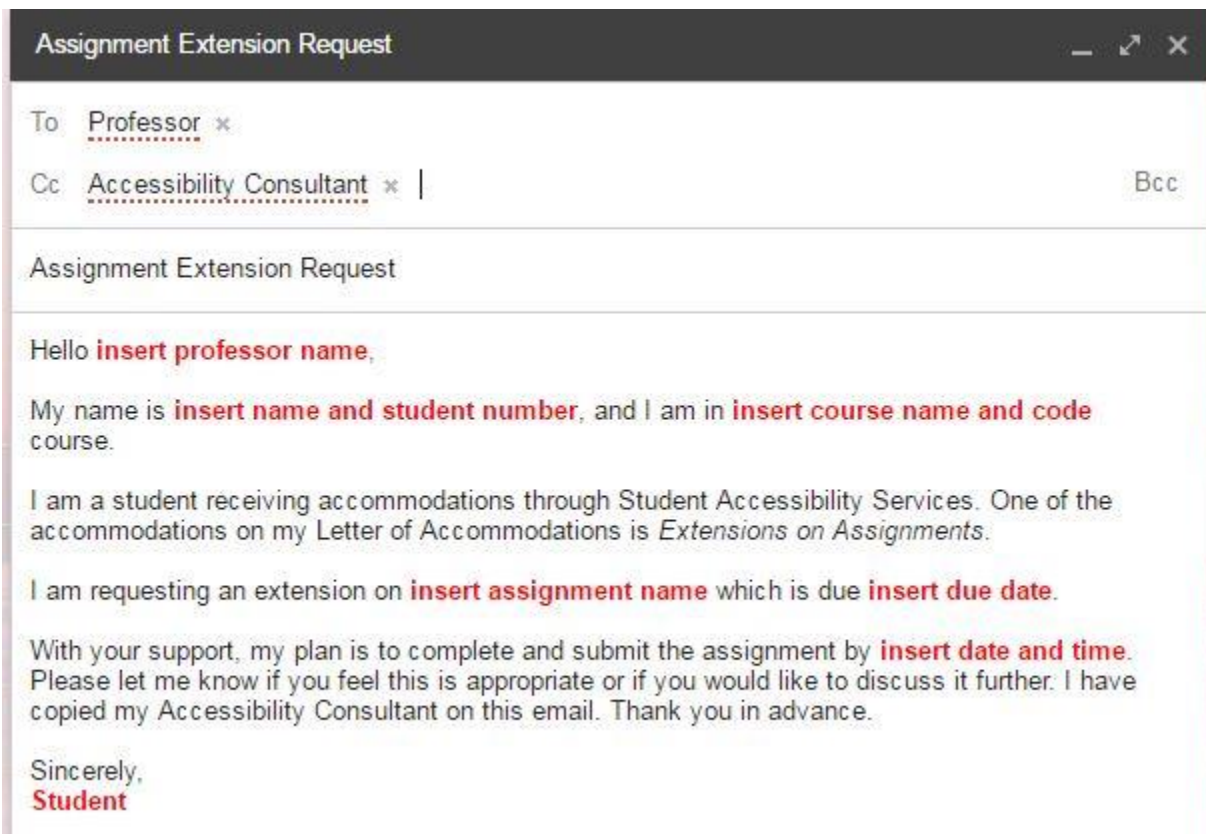 Assignment Extension Request
To Professor ×
Cc Accessibility Consultant × Bcc
Assignment Extension Request
Hello insert professor name,
My name is insert name and student number, and I am in insert course name and code
course.
I am a student receiving accommodations through Student Accessibility Services. One of the
accommodations on my Letter of Accommodations is Extensions on Assignments.
I am requesting an extension on insert assignment name which is due insert due date.
With your support, my plan is to complete and submit the assignment by insert date and time.
Please let me know if you feel this is appropriate or if you would like to discuss it further. I have
copied my Accessibility Consultant on this email. Thank you in advance.
Sincerely,
Student